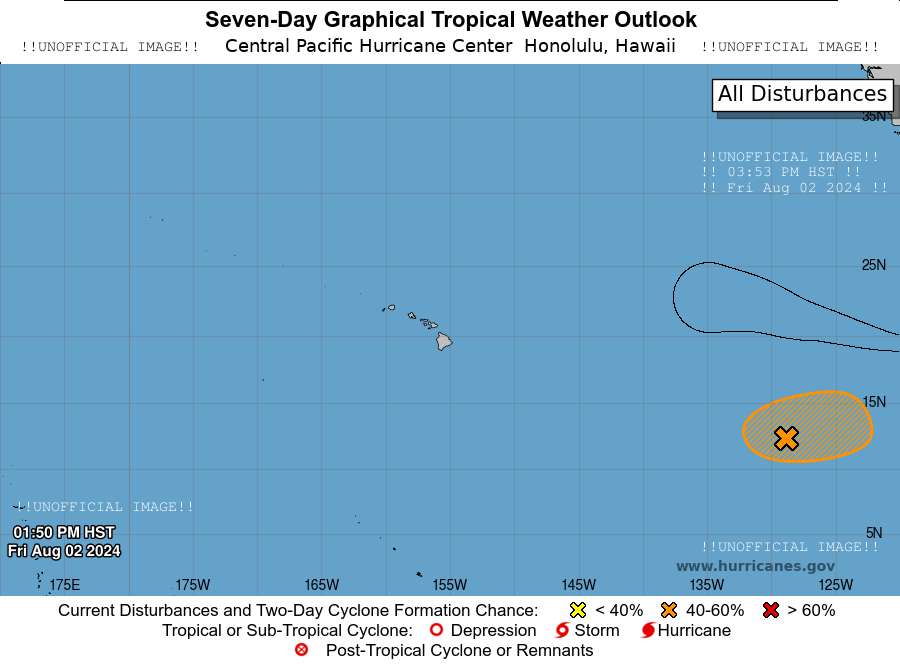 Seven-Day Graphical Tropical Weather Outlook
!!UNOFFICIAL IMAGE!! Central Pacific Hurricane Center Honolulu, Hawaii !!UNOFFICIAL IMAGE!!
All Disturbances
35N
!!UNOFFICIAL IMAGE!!
!! 03:53 PM HST !!
!! Fri Aug 02 2024 !!
25N
15N
!!UNOFFICIAL IMAGE!!
01:50 PM HST
Fri Aug 02 2024
5N
!!UNOFFICIAL IMAGE!!
www.hurricanes.gov
175E 175W 165W 155W 145W 135W 125W
Current Disturbances and Two-Day Cyclone Formation Chance: < 40% 40-60% > 60%
Tropical or Sub-Tropical Cyclone: Depression Storm Hurricane
Post-Tropical Cyclone or Remnants